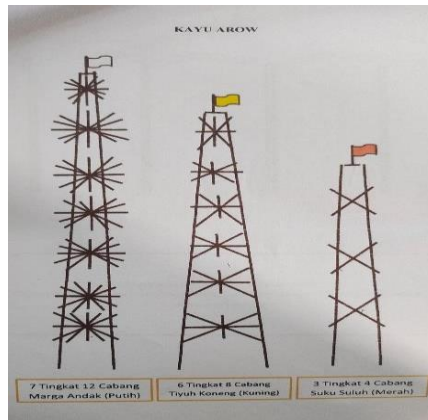 KAYU AROW
7 Tingkat 12 Cabang
Marga Andak (Putih)
6 Tingkat 8 Cabang
Tiyuh Koneng (Kuning)
3 Tingkat 4 Cabang
Suku Suluh (Merah)